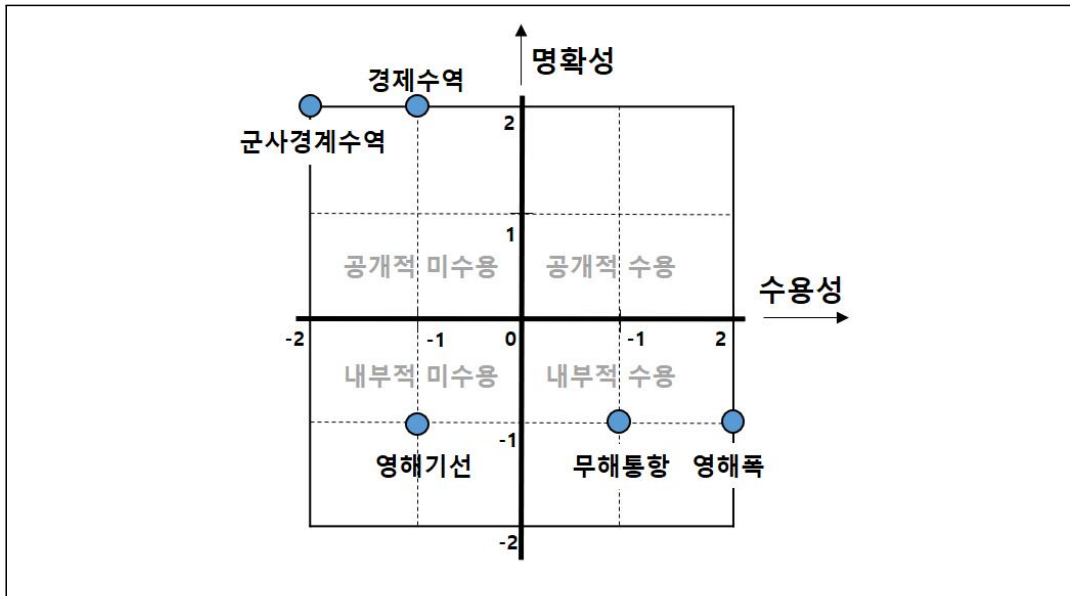 명확성
경제수역
2
군사경계수역
1
공개적 미수용
공개적 수용
수용성
-2
-1
0
-1
2
내부적 미수용
내부적 수용
-1
영해기선
무해통항
영해폭
-2